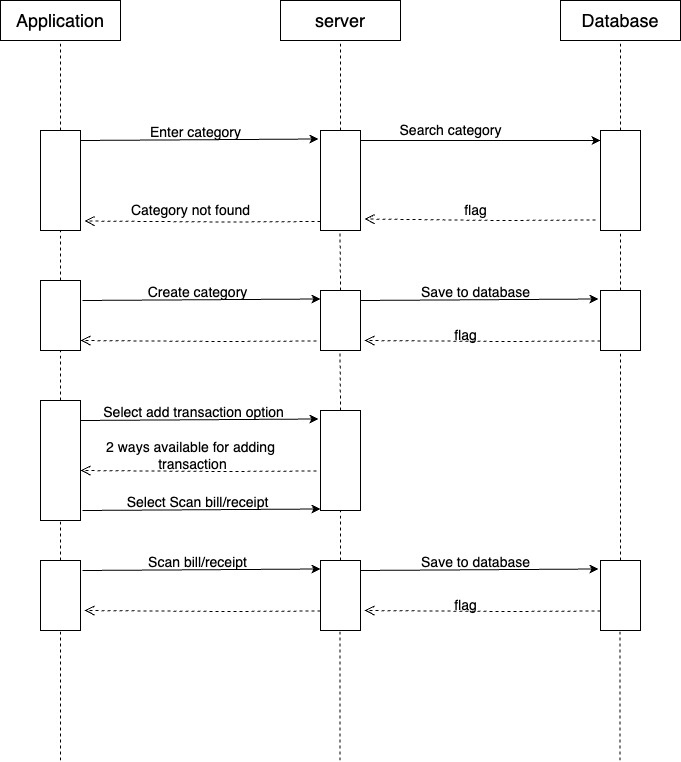 Application
server
Database
Enter category
Search category
Category not found
flag
Create category
Save to database
flag
Select add transaction option
2 ways available for adding
transaction
Select Scan bill/receipt
Scan bill/receipt
Save to database
flag